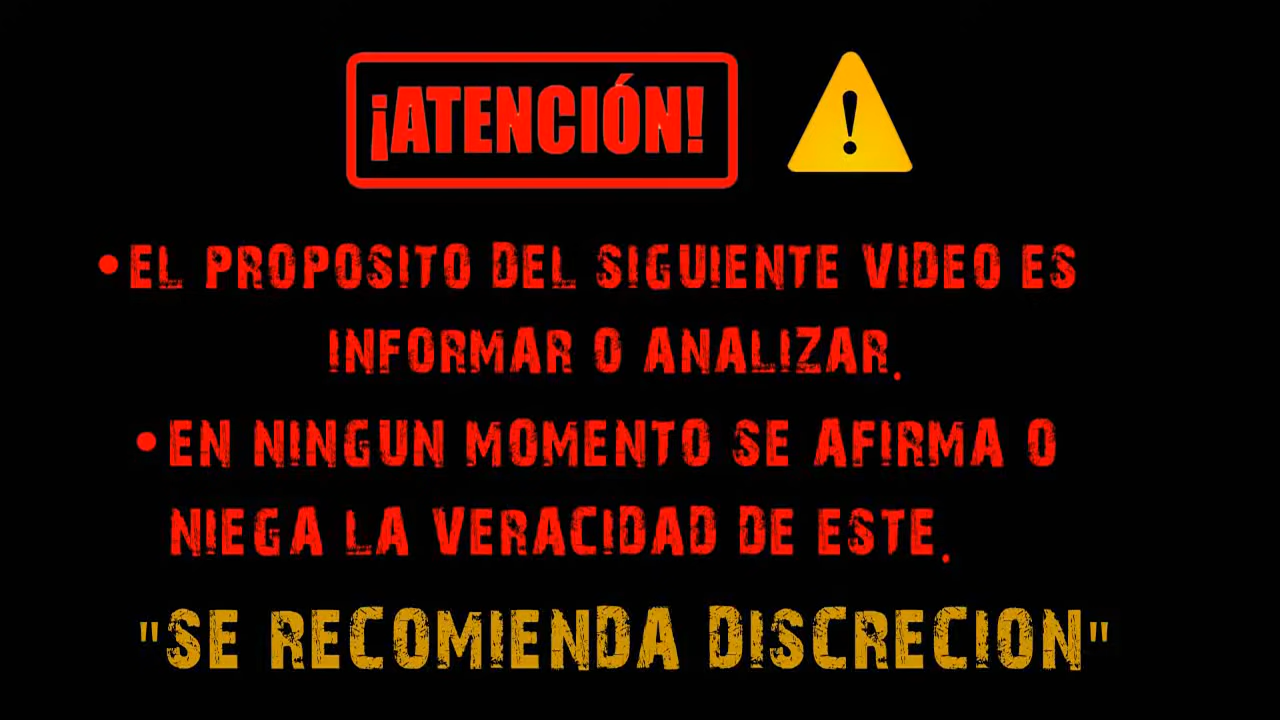 ¡ATENCIÓN!
•EL PROPOSITO DEL SIGUIENTE VIDEO ES
INFORMAR O ANALIZAR.
•EN NINGUN MOMENTO SE AFIRMA O
NIEGA LA VERACIDAD DE ESTE.
"SE RECOMIENDA DISCRECION"